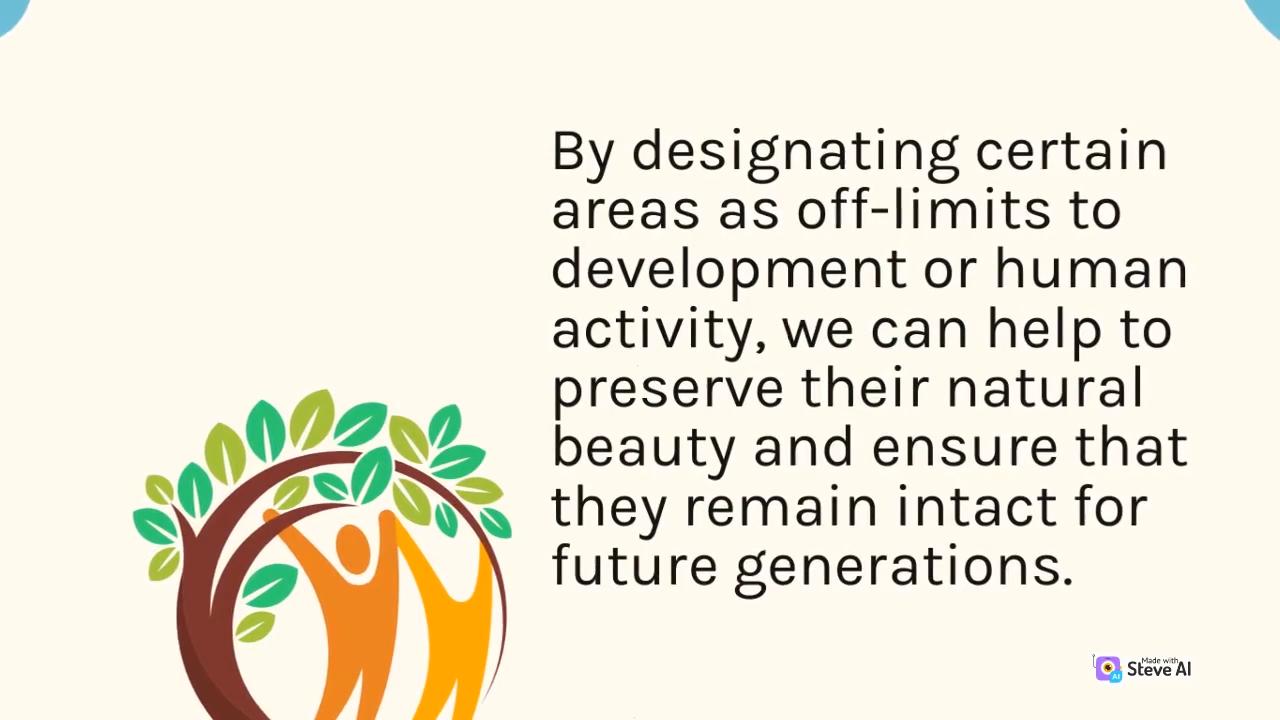 By designating certain
areas as off-limits to
development or human
activity, we can help to
preserve their natural
beauty and ensure that
they remain intact for
future generations.
Made with
Steve AI
AI